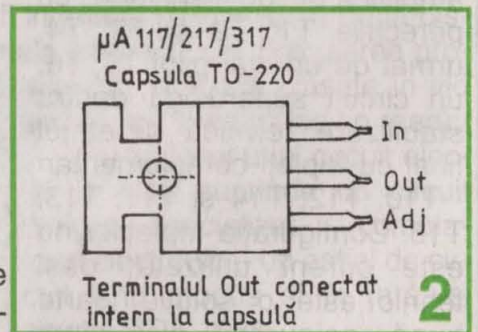 µA 117/217/317
Capsula TO-220
In
Out
Adj
Terminalul Out conectat
intern la capsulă
2
e
-